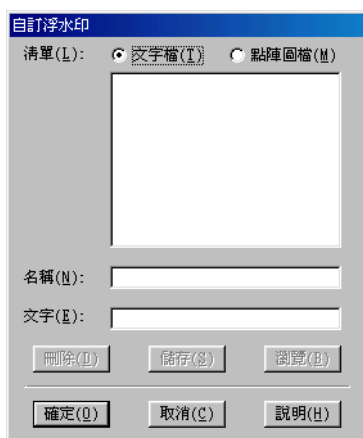 自訂浮水印
清單(L): 文字檔(T) 點陣圖檔(M)
名稱(N):
文字(E):
刪除(D) 儲存(S) 瀏覽(B)
確定(O) 取消(C) 說明(H)